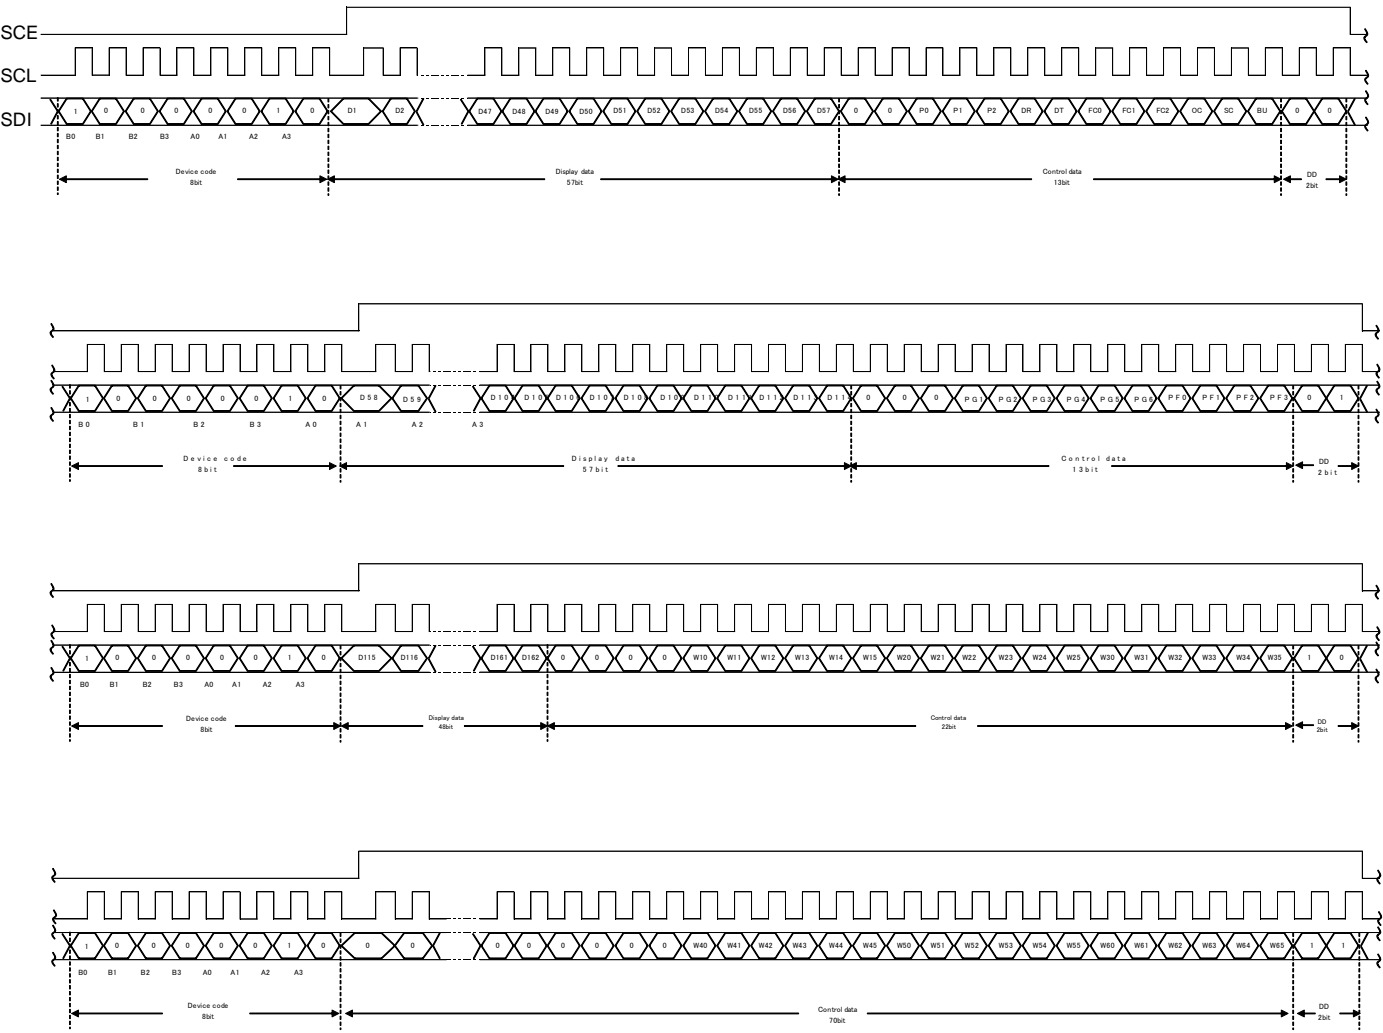 SCE
SCL
SDI
1 0 0 0 0 0 1 0 D1 D2 D47 D48 D49 D50 D51 D52 D53 D54 D55 D56 D57 0 0 P0 P1 P2 DR DT FC0 FC1 FC2 OC SC BU 0 0
B0 B1 B2 B3 A0 A1 A2 A3
Device code Display data Control data DD
8bit 57bit 13bit 2bit
1 0 0 0 0 0 1 0 D58 D59 0 0 0 PG1 PG2 PG3 PG4 PG5 PG6 PF0 PF1 PF2 PF3 0 1
B0 B1 B2 B3 A0 A1 A2 A3
Device code Display data Control data DD
8bit 57bit 13bit 2bit
1 0 0 0 0 0 1 0 D115 D116 D161 D162 0 0 0 0 W10 W11 W12 W13 W14 W15 W20 W21 W22 W23 W24 W25 W30 W31 W32 W33 W34 W35 1 0
B0 B1 B2 B3 A0 A1 A2 A3
Device code Display data Control data DD
8bit 48bit 22bit 2bit
1 0 0 0 0 0 1 0 0 0 0 0 0 0 0 0 W40 W41 W42 W43 W44 W45 W50 W51 W52 W53 W54 W55 W60 W61 W62 W63 W64 W65 1 1
B0 B1 B2 B3 A0 A1 A2 A3
Device code Control data DD
8bit 70bit 2bit